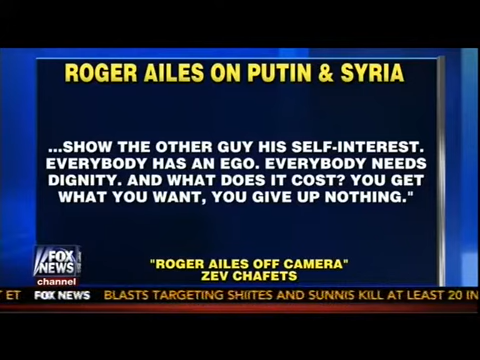 ROGER AILES ON PUTIN & SYRIA
...SHOW THE OTHER GUY HIS SELF-INTEREST.
EVERYBODY HAS AN EGO. EVERYBODY NEEDS
DIGNITY. AND WHAT DOES IT COST? YOU GET
WHAT YOU WANT, YOU GIVE UP NOTHING."
"ROGER AILES OFF CAMERA"
ZEV CHAFETS
FOX
NEWS
channel
ET FOX NEWS BLASTS TARGETING SHIITES AND SUNNIS KILL AT LEAST 20 IN